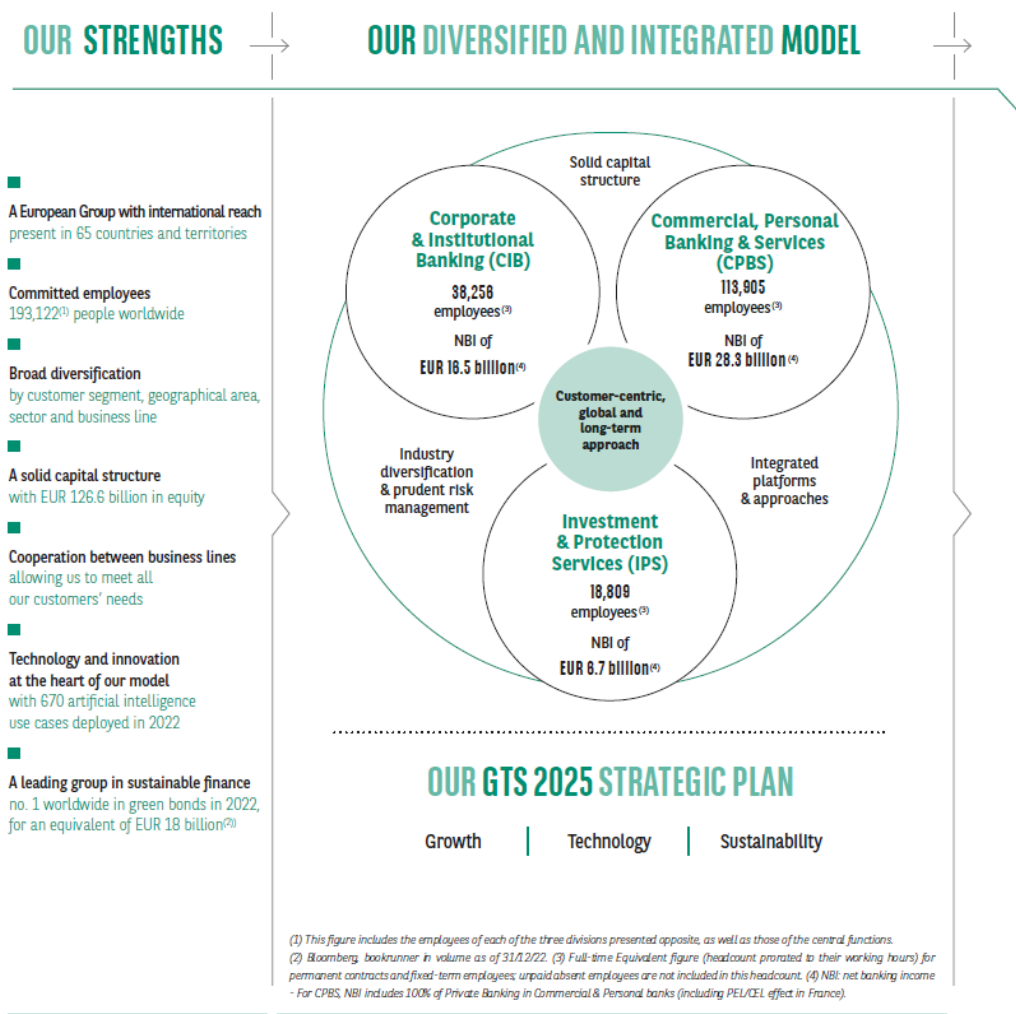 OUR STRENGTHS
OUR DIVERSIFIED AND INTEGRATED MODEL
A European Group with international reach
present in 65 countries and territories
Committed employees
193,122(1) people worldwide
Broad diversification
by customer segment, geographical area,
sector and business line
A solid capital structure
with EUR 126.6 billion in equity
Cooperation between business lines
allowing us to meet all
our customers' needs
Technology and innovation
at the heart of our model
with 670 artificial intelligence
use cases deployed in 2022
A leading group in sustainable finance
no. 1 worldwide in green bonds in 2022,
for an equivalent of EUR 18 billion(2))
Solid capital
structure
Corporate
& Institutional
Banking (CIB)
38,256
employees(3)
NBI of
EUR 16.5 billion(4)
Commercial, Personal
Banking & Services
(CPBS)
113,905
employees(3)
NBI of
EUR 28.3 billion(4)
Customer-centric,
global and
long-term
approach
Industry
diversification
& prudent risk
management
Integrated
platforms
& approaches
Investment
& Protection
Services (IPS)
18,809
employees(3)
NBI of
EUR 6.7 billion(4)
OUR GTS 2025 STRATEGIC PLAN
Growth
Technology
Sustainability
(1) This figure includes the employees of each of the three divisions presented opposite, as well as those of the central functions.
(2) Bloomberg, bookrunner in volume as of 31/12/22. (3) Full-time Equivalent figure (headcount prorated to their working hours) for
permanent contracts and fixed-term employees; unpaid absent employees are not included in this headcount. (4) NBI: net banking income
- For CPBS, NBI includes 100% of Private Banking in Commercial & Personal banks (including PEL/CEL effect in France).